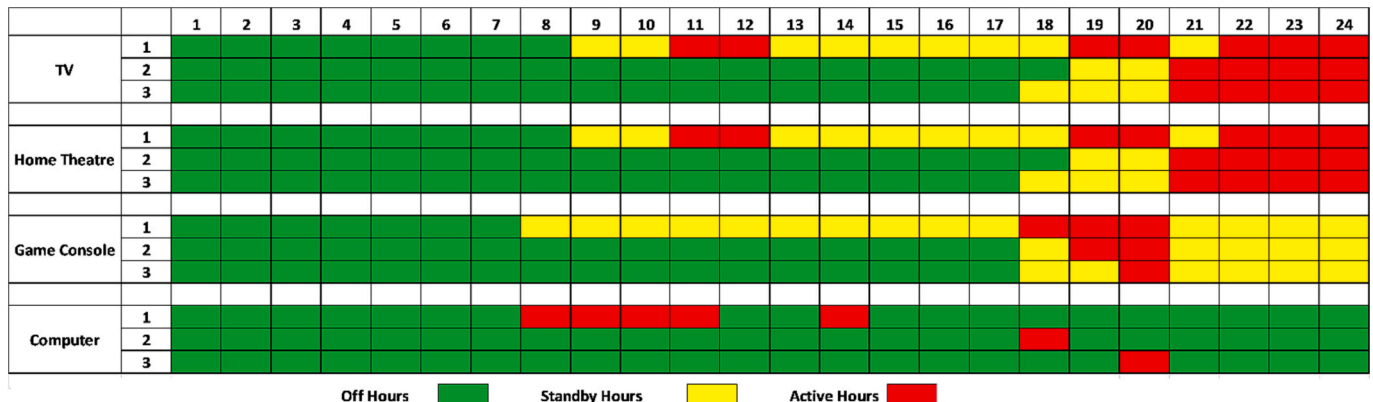 1 2 3 4 5 6 7 8 9 10 11 12 13 14 15 16 17 18 19 20 21 22 23 24
TV
1
2
3
Home Theatre
1
2
3
Game Console
1
2
3
Computer
1
2
3
Off Hours Standby Hours Active Hours